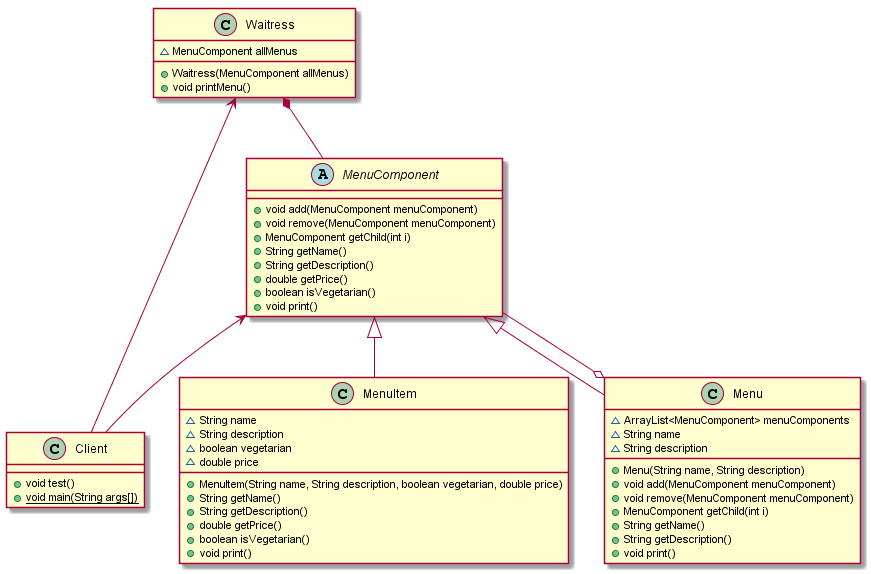 C Waitress
MenuComponent allMenus
Waitress(MenuComponent allMenus)
void printMenu()
A MenuComponent
void add(MenuComponent menuComponent)
void remove(MenuComponent menuComponent)
MenuComponent getChild(int i)
String getName()
String getDescription()
double getPrice()
boolean isVegetarian()
void print()
C Client
void test()
void main(String args[])
C MenuItem
String name
String description
boolean vegetarian
double price
MenuItem(String name, String description, boolean vegetarian, double price)
String getName()
String getDescription()
double getPrice()
boolean isVegetarian()
void print()
C Menu
ArrayList<MenuComponent> menuComponents
String name
String description
Menu(String name, String description)
void add(MenuComponent menuComponent)
void remove(MenuComponent menuComponent)
MenuComponent getChild(int i)
String getName()
String getDescription()
void print()